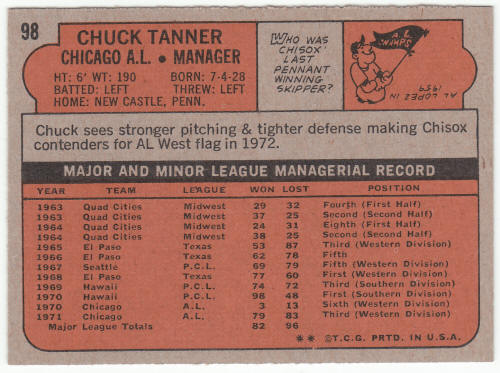 98
CHUCK TANNER
CHICAGO A.L. • MANAGER
HT: 6' WT: 190 BORN: 7-4-28
BATTED: LEFT THREW: LEFT
HOME: NEW CASTLE, PENN.
WHO WAS
CHISOX'
LAST
PENNANT
WINNING
SKIPPER?
A.L.
CHAMPS
AL LOPEZ IN
1959
Chuck sees stronger pitching & tighter defense making Chisox
contenders for AL West flag in 1972.
MAJOR AND MINOR LEAGUE MANAGERIAL RECORD
YEAR TEAM LEAGUE WON LOST POSITION
1963 Quad Cities Midwest 29 32 Fourth (First Half)
1963 Quad Cities Midwest 37 25 Second (Second Half)
1964 Quad Cities Midwest 24 31 Eighth (First Half)
1964 Quad Cities Midwest 38 25 Second (Second Half)
1965 El Paso Texas 53 87 Third (Western Division)
1966 El Paso Texas 62 78 Fifth
1967 Seattle P.C.L. 69 79 Fifth (Western Division)
1968 El Paso Texas 77 60 First (Western Division)
1969 Hawaii P.C.L. 74 72 Third (Southern Division)
1970 Hawaii P.C.L. 98 48 First (Southern Division)
1970 Chicago A.L. 3 13 Sixth (Western Division)
1971 Chicago A.L. 79 83 Third (Western Division)
Major League Totals 82 96
** ©T.C.G. PRTD. IN U.S.A.